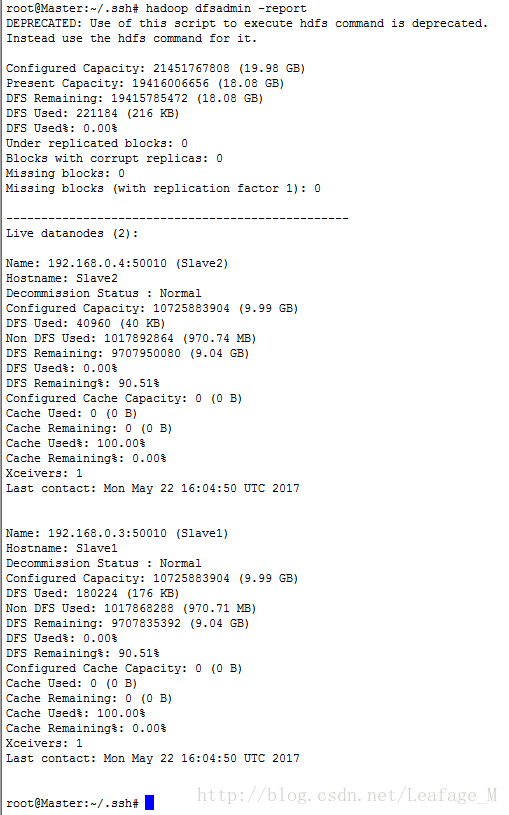 root@Master:~/.ssh# hadoop dfsadmin -report
DEPRECATED: Use of this script to execute hdfs command is deprecated.
Instead use the hdfs command for it.
Configured Capacity: 21451767808 (19.98 GB)
Present Capacity: 19416006656 (18.08 GB)
DFS Remaining: 19415785472 (18.08 GB)
DFS Used: 221184 (216 KB)
DFS Used%: 0.00%
Under replicated blocks: 0
Blocks with corrupt replicas: 0
Missing blocks: 0
Missing blocks (with replication factor 1): 0
-------------------------------------------------
Live datanodes (2):
Name: 192.168.0.4:50010 (Slave2)
Hostname: Slave2
Decommission Status : Normal
Configured Capacity: 10725883904 (9.99 GB)
DFS Used: 40960 (40 KB)
Non DFS Used: 1017892864 (970.74 MB)
DFS Remaining: 9707950080 (9.04 GB)
DFS Used%: 0.00%
DFS Remaining%: 90.51%
Configured Cache Capacity: 0 (0 B)
Cache Used: 0 (0 B)
Cache Remaining: 0 (0 B)
Cache Used%: 100.00%
Cache Remaining%: 0.00%
Xceivers: 1
Last contact: Mon May 22 16:04:50 UTC 2017
Name: 192.168.0.3:50010 (Slave1)
Hostname: Slave1
Decommission Status : Normal
Configured Capacity: 10725883904 (9.99 GB)
DFS Used: 180224 (176 KB)
Non DFS Used: 1017868288 (970.71 MB)
DFS Remaining: 9707835392 (9.04 GB)
DFS Used%: 0.00%
DFS Remaining%: 90.51%
Configured Cache Capacity: 0 (0 B)
Cache Used: 0 (0 B)
Cache Remaining: 0 (0 B)
Cache Used%: 100.00%
Cache Remaining%: 0.00%
Xceivers: 1
Last contact: Mon May 22 16:04:50 UTC 2017
http://blog.csdn.net/Leafage_M
root@Master:~/.ssh#